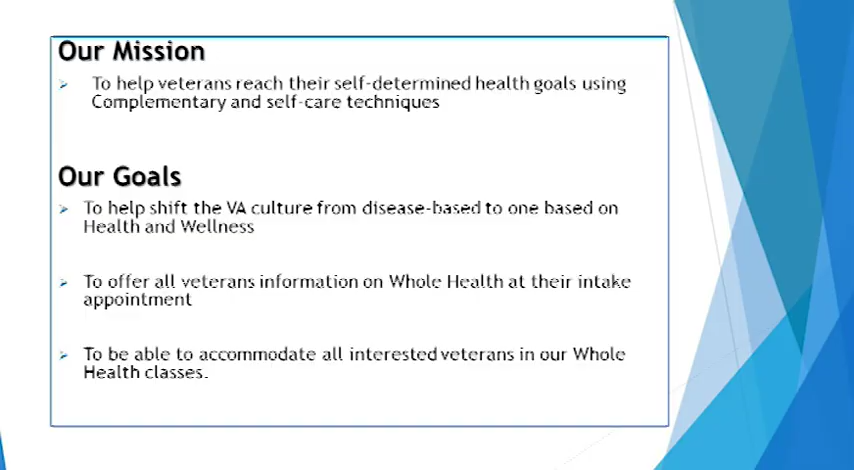 Our Mission
To help veterans reach their self-determined health goals using
Complementary and self-care techniques
Our Goals
To help shift the VA culture from disease-based to one based on
Health and Wellness
To offer all veterans information on Whole Health at their intake
appointment
To be able to accommodate all interested veterans in our Whole
Health classes.